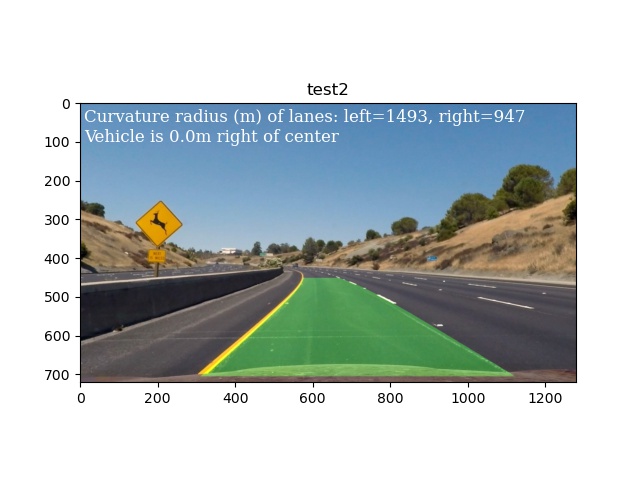 test2
Curvature radius (m) of lanes: left=1493, right=947
Vehicle is 0.0m right of center
0
100
200
300
400
500
600
700
0 200 400 600 800 1000 1200